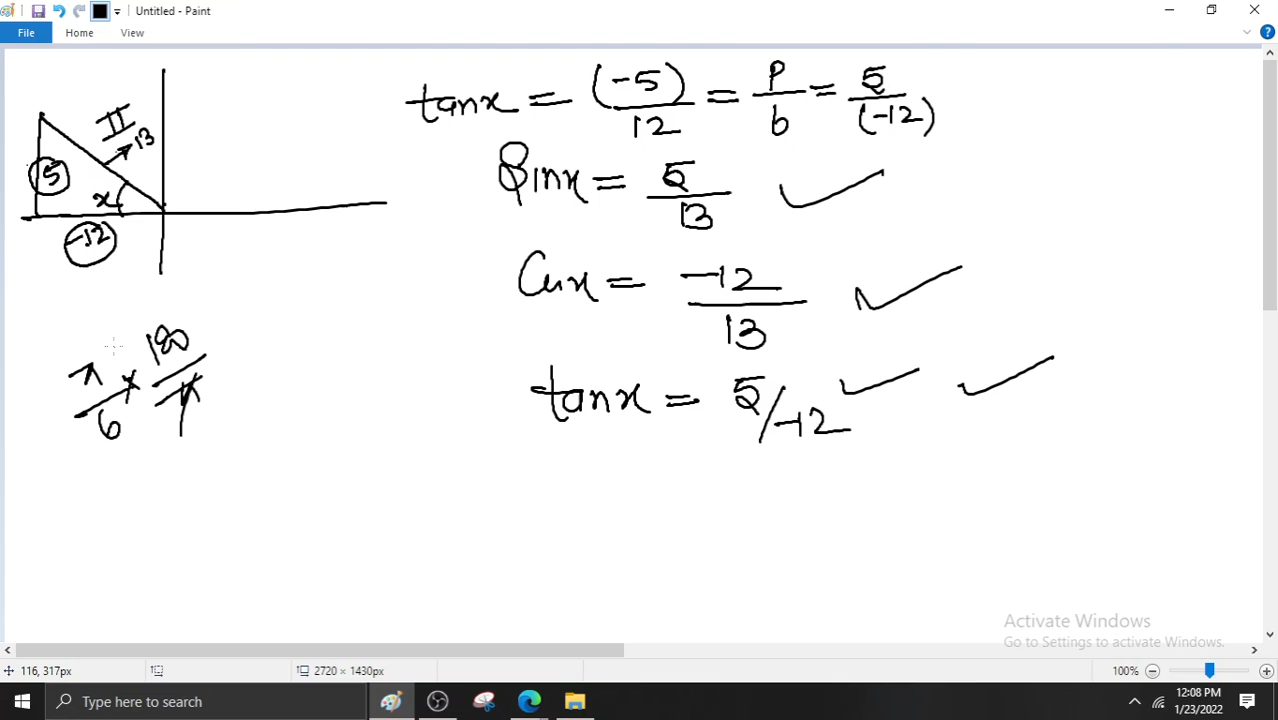 Untitled - Paint
File Home View
tanx = (-5)/12 = p/b = 5/(-12)
II
13
5
x
-12
Sinx = 5/13
Cosx = -12/13
π/6 × 180/π
tanx = 5/-12
Activate Windows
Go to Settings to activate Windows.
116, 317px
2720 × 1430px
100%
Type here to search
12:08 PM
1/23/2022